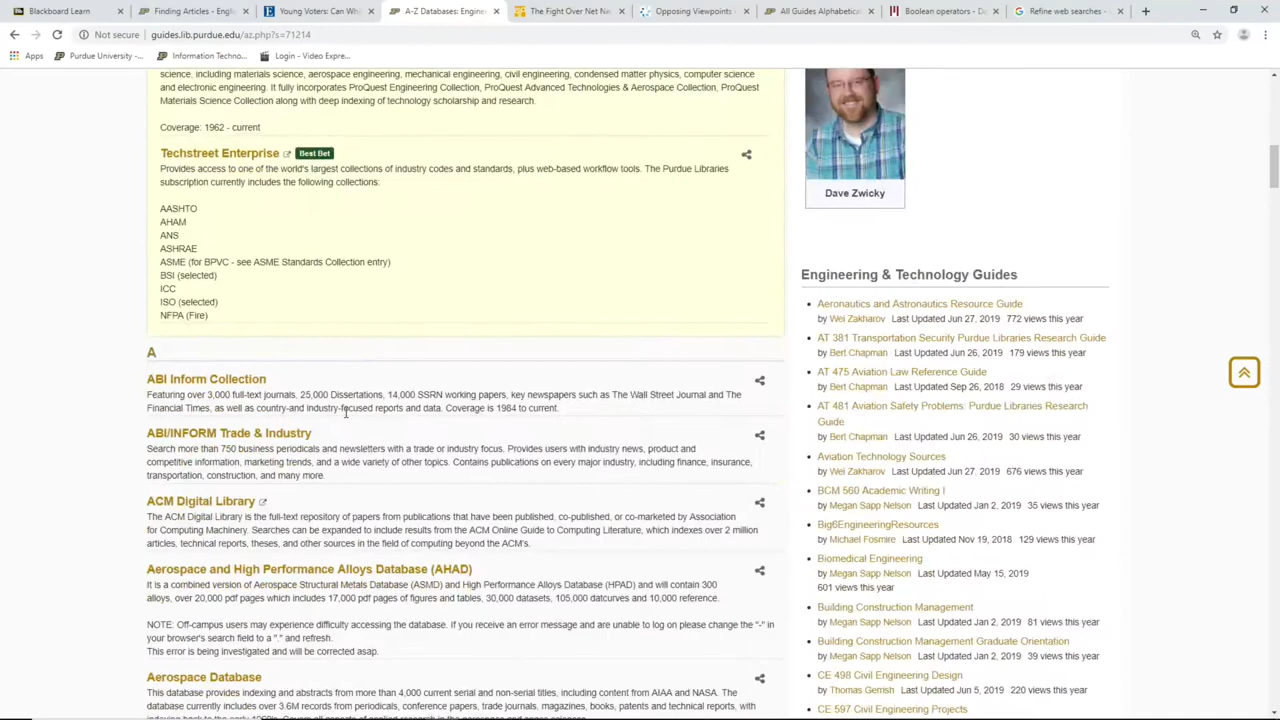 Blackboard Learn
Finding Articles - Engli
Young Voters: Can Wh
A-Z Databases: Engine
The Fight Over Net Ne
Opposing Viewpoints
All Guides Alphabetical
Boolean operators - Da
Refine web searches -
Not secure | guides.lib.purdue.edu/az.php?s=71214
Apps Purdue University -... Information Techno... Login - Video Expre...
science, including materials science, aerospace engineering, mechanical engineering, civil engineering, condensed matter physics, computer science
and electronic engineering. It fully incorporates ProQuest Engineering Collection, ProQuest Advanced Technologies & Aerospace Collection, ProQuest
Materials Science Collection along with deep indexing of technology scholarship and research.
Coverage: 1962 - current
Techstreet Enterprise Best Bet
Provides access to one of the world's largest collections of industry codes and standards, plus web-based workflow tools. The Purdue Libraries
subscription currently includes the following collections:
AASHTO
AHAM
ANS
ASHRAE
ASME (for BPVC - see ASME Standards Collection entry)
BSI (selected)
ICC
ISO (selected)
NFPA (Fire)
A
ABI Inform Collection
Featuring over 3,000 full-text journals, 25,000 Dissertations, 14,000 SSRN working papers, key newspapers such as The Wall Street Journal and The
Financial Times, as well as country-and industry-focused reports and data. Coverage is 1984 to current.
ABI/INFORM Trade & Industry
Search more than 750 business periodicals and newsletters with a trade or industry focus. Provides users with industry news, product and
competitive information, marketing trends, and a wide variety of other topics. Contains publications on every major industry, including finance, insurance,
transportation, construction, and many more.
ACM Digital Library
The ACM Digital Library is the full-text repository of papers from publications that have been published, co-published, or co-marketed by Association
for Computing Machinery. Searches can be expanded to include results from the ACM Online Guide to Computing Literature, which indexes over 2 million
articles, technical reports, theses, and other sources in the field of computing beyond the ACM's.
Aerospace and High Performance Alloys Database (AHAD)
It is a combined version of Aerospace Structural Metals Database (ASMD) and High Performance Alloys Database (HPAD) and will contain 300
alloys, over 20,000 pdf pages which includes 17,000 pdf pages of figures and tables, 30,000 datasets, 105,000 datcurves and 10,000 reference.
NOTE: Off-campus users may experience difficulty accessing the database. If you receive an error message and are unable to log on please change the "-" in
your browser's search field to a "." and refresh.
This error is being investigated and will be corrected asap.
Aerospace Database
This database provides indexing and abstracts from more than 4,000 current serial and non-serial titles, including content from AIAA and NASA. The
database currently includes over 3.6M records from periodicals, conference papers, trade journals, magazines, books, patents and technical reports, with
Dave Zwicky
Engineering & Technology Guides
Aeronautics and Astronautics Resource Guide
by Wei Zakharov Last Updated Jun 27, 2019 772 views this year
AT 381 Transportation Security Purdue Libraries Research Guide
by Bert Chapman Last Updated Jun 26, 2019 179 views this year
AT 475 Aviation Law Reference Guide
by Bert Chapman Last Updated Sep 26, 2018 29 views this year
AT 481 Aviation Safety Problems: Purdue Libraries Research
Guide
by Bert Chapman Last Updated Jun 26, 2019 30 views this year
Aviation Technology Sources
by Wei Zakharov Last Updated Jun 27, 2019 676 views this year
BCM 560 Academic Writing I
by Megan Sapp Nelson Last Updated Jan 2, 2019 35 views this year
Big6EngineeringResources
by Michael Fosmire Last Updated Nov 19, 2018 129 views this year
Biomedical Engineering
by Megan Sapp Nelson Last Updated May 15, 2019
601 views this year
Building Construction Management
by Megan Sapp Nelson Last Updated Jan 2, 2019 81 views this year
Building Construction Management Graduate Orientation
by Megan Sapp Nelson Last Updated Jan 2, 2019 39 views this year
CE 498 Civil Engineering Design
by Thomas Gerrish Last Updated Jun 5, 2019 220 views this year
CE 597 Civil Engineering Projects